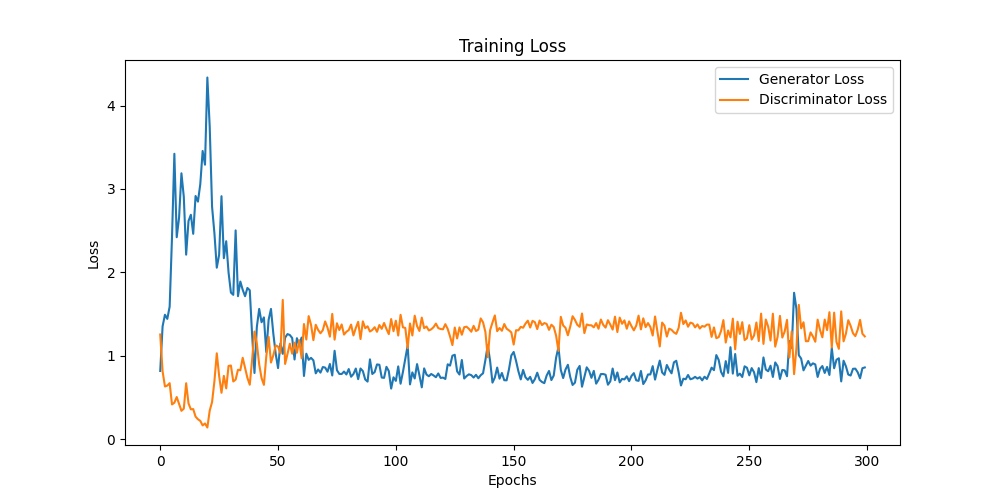 Training Loss
Generator Loss
Discriminator Loss
4
3
2
1
0
Loss
0 50 100 150 200 250 300
Epochs